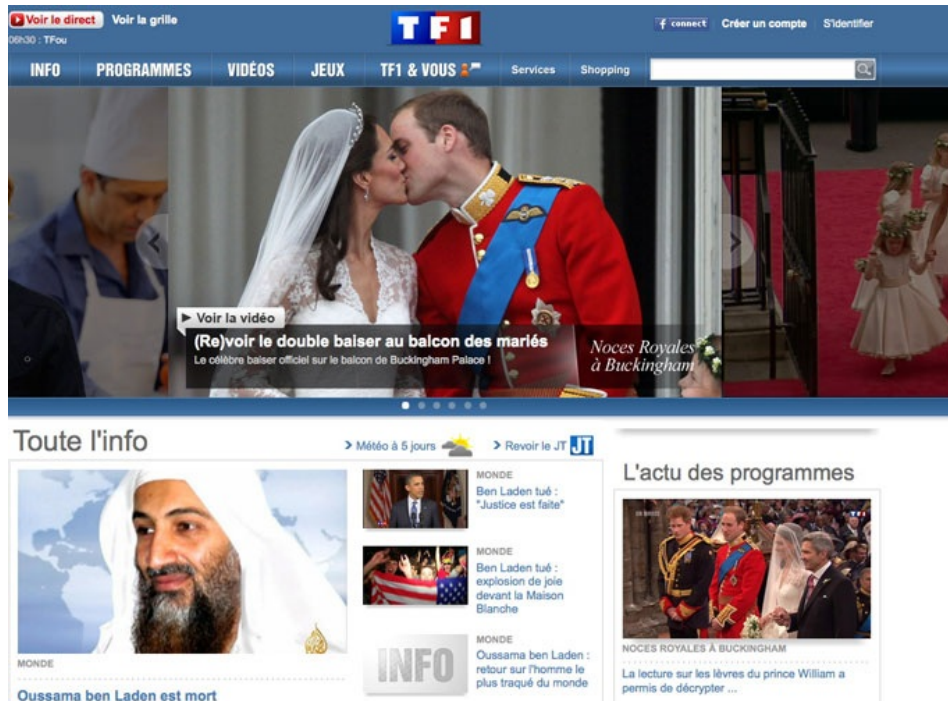 Voir le direct
Voir la grille
06h30 : TFou
TF1
f connect
Créer un compte
S'identifier
INFO
PROGRAMMES
VIDÉOS
JEUX
TF1 & VOUS
Services
Shopping
Voir la vidéo
(Re)voir le double baiser au balcon des mariés
Le célèbre baiser officiel sur le balcon de Buckingham Palace !
Noces Royales
à Buckingham
Toute l'info
Météo à 5 jours
Revoir le JT JT
MONDE
Oussama ben Laden est mort
MONDE
Ben Laden tué :
"Justice est faite"
MONDE
Ben Laden tué :
explosion de joie
devant la Maison
Blanche
INFO
MONDE
Oussama ben Laden :
retour sur l'homme le
plus traqué du monde
L'actu des programmes
EN DIRECT
TF1
NOCES ROYALES À BUCKINGHAM
La lecture sur les lèvres du prince William a
permis de décrypter ...